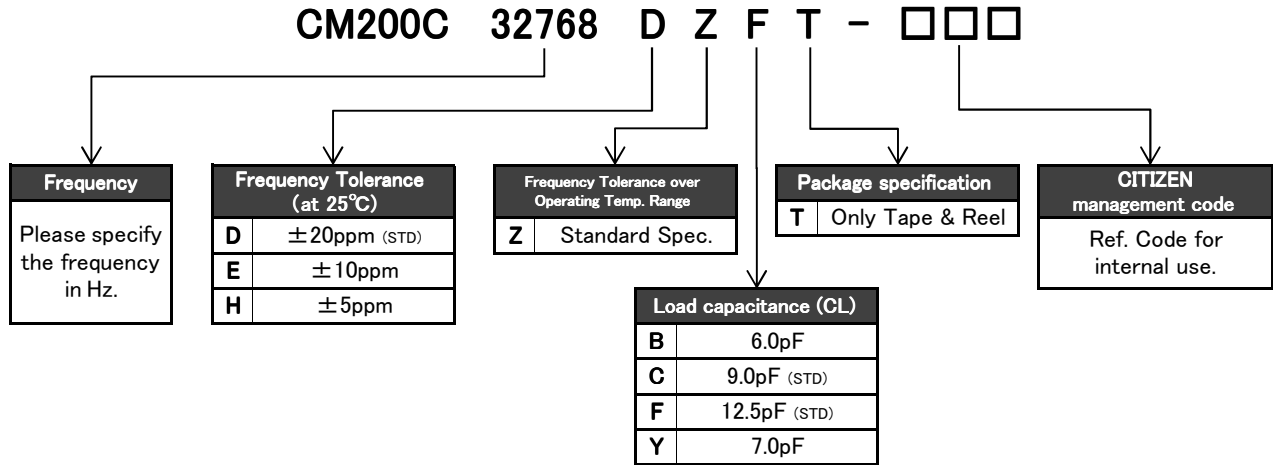 CM200C 32768 D Z F T - □□□
Frequency
Please specify
the frequency
in Hz.
Frequency Tolerance
(at 25℃)
D ±20ppm (STD)
E ±10ppm
H ±5ppm
Frequency Tolerance over
Operating Temp. Range
Z Standard Spec.
Package specification
T Only Tape & Reel
CITIZEN
management code
Ref. Code for
internal use.
Load capacitance (CL)
B 6.0pF
C 9.0pF (STD)
F 12.5pF (STD)
Y 7.0pF